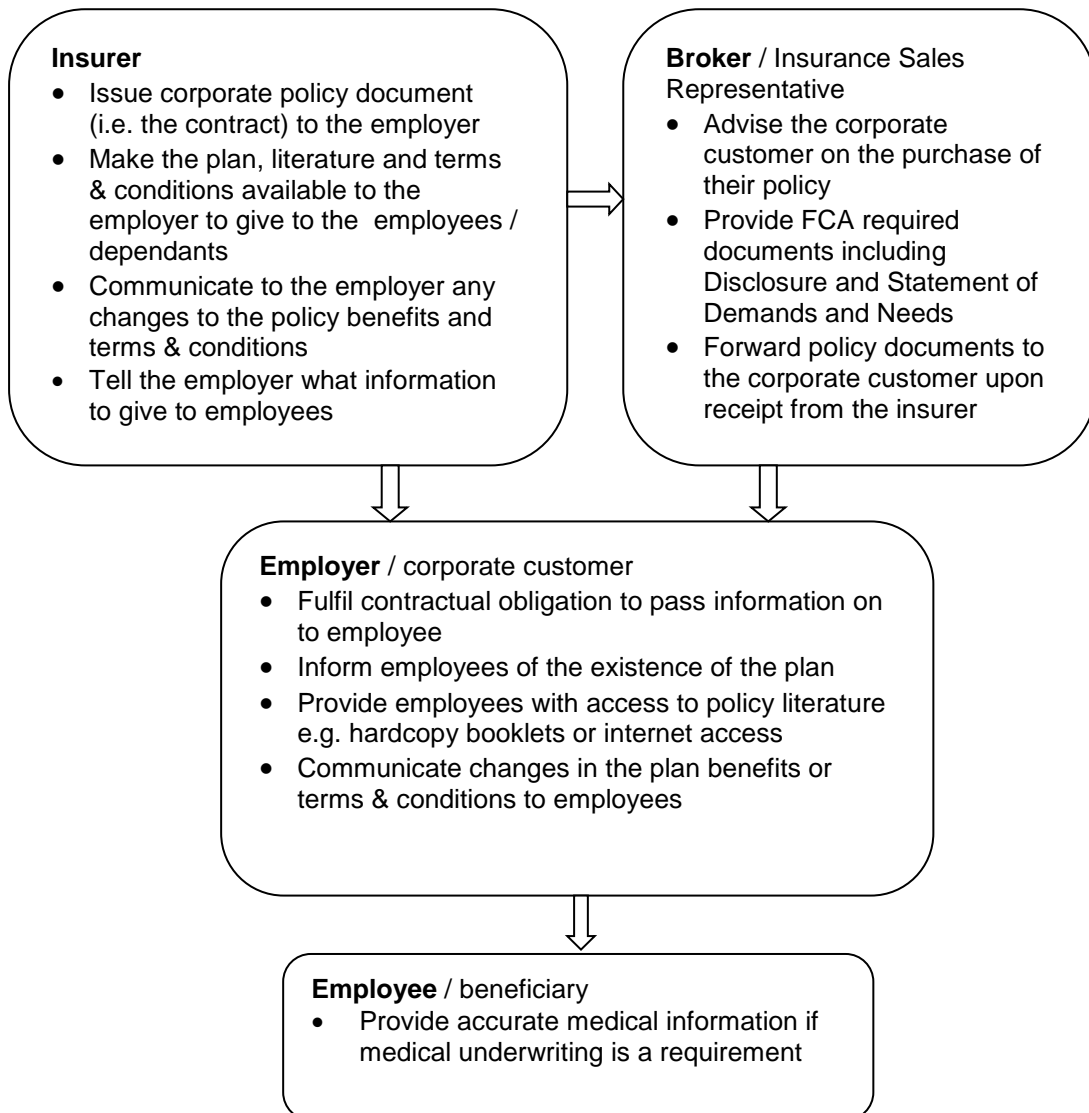 Insurer
• Issue corporate policy document
(i.e. the contract) to the employer
• Make the plan, literature and terms
& conditions available to the
employer to give to the employees /
dependants
• Communicate to the employer any
changes to the policy benefits and
terms & conditions
• Tell the employer what information
to give to employees
Broker / Insurance Sales
Representative
• Advise the corporate
customer on the purchase of
their policy
• Provide FCA required
documents including
Disclosure and Statement of
Demands and Needs
• Forward policy documents to
the corporate customer upon
receipt from the insurer
Employer / corporate customer
• Fulfil contractual obligation to pass information on
to employee
• Inform employees of the existence of the plan
• Provide employees with access to policy literature
e.g. hardcopy booklets or internet access
• Communicate changes in the plan benefits or
terms & conditions to employees
Employee / beneficiary
• Provide accurate medical information if
medical underwriting is a requirement